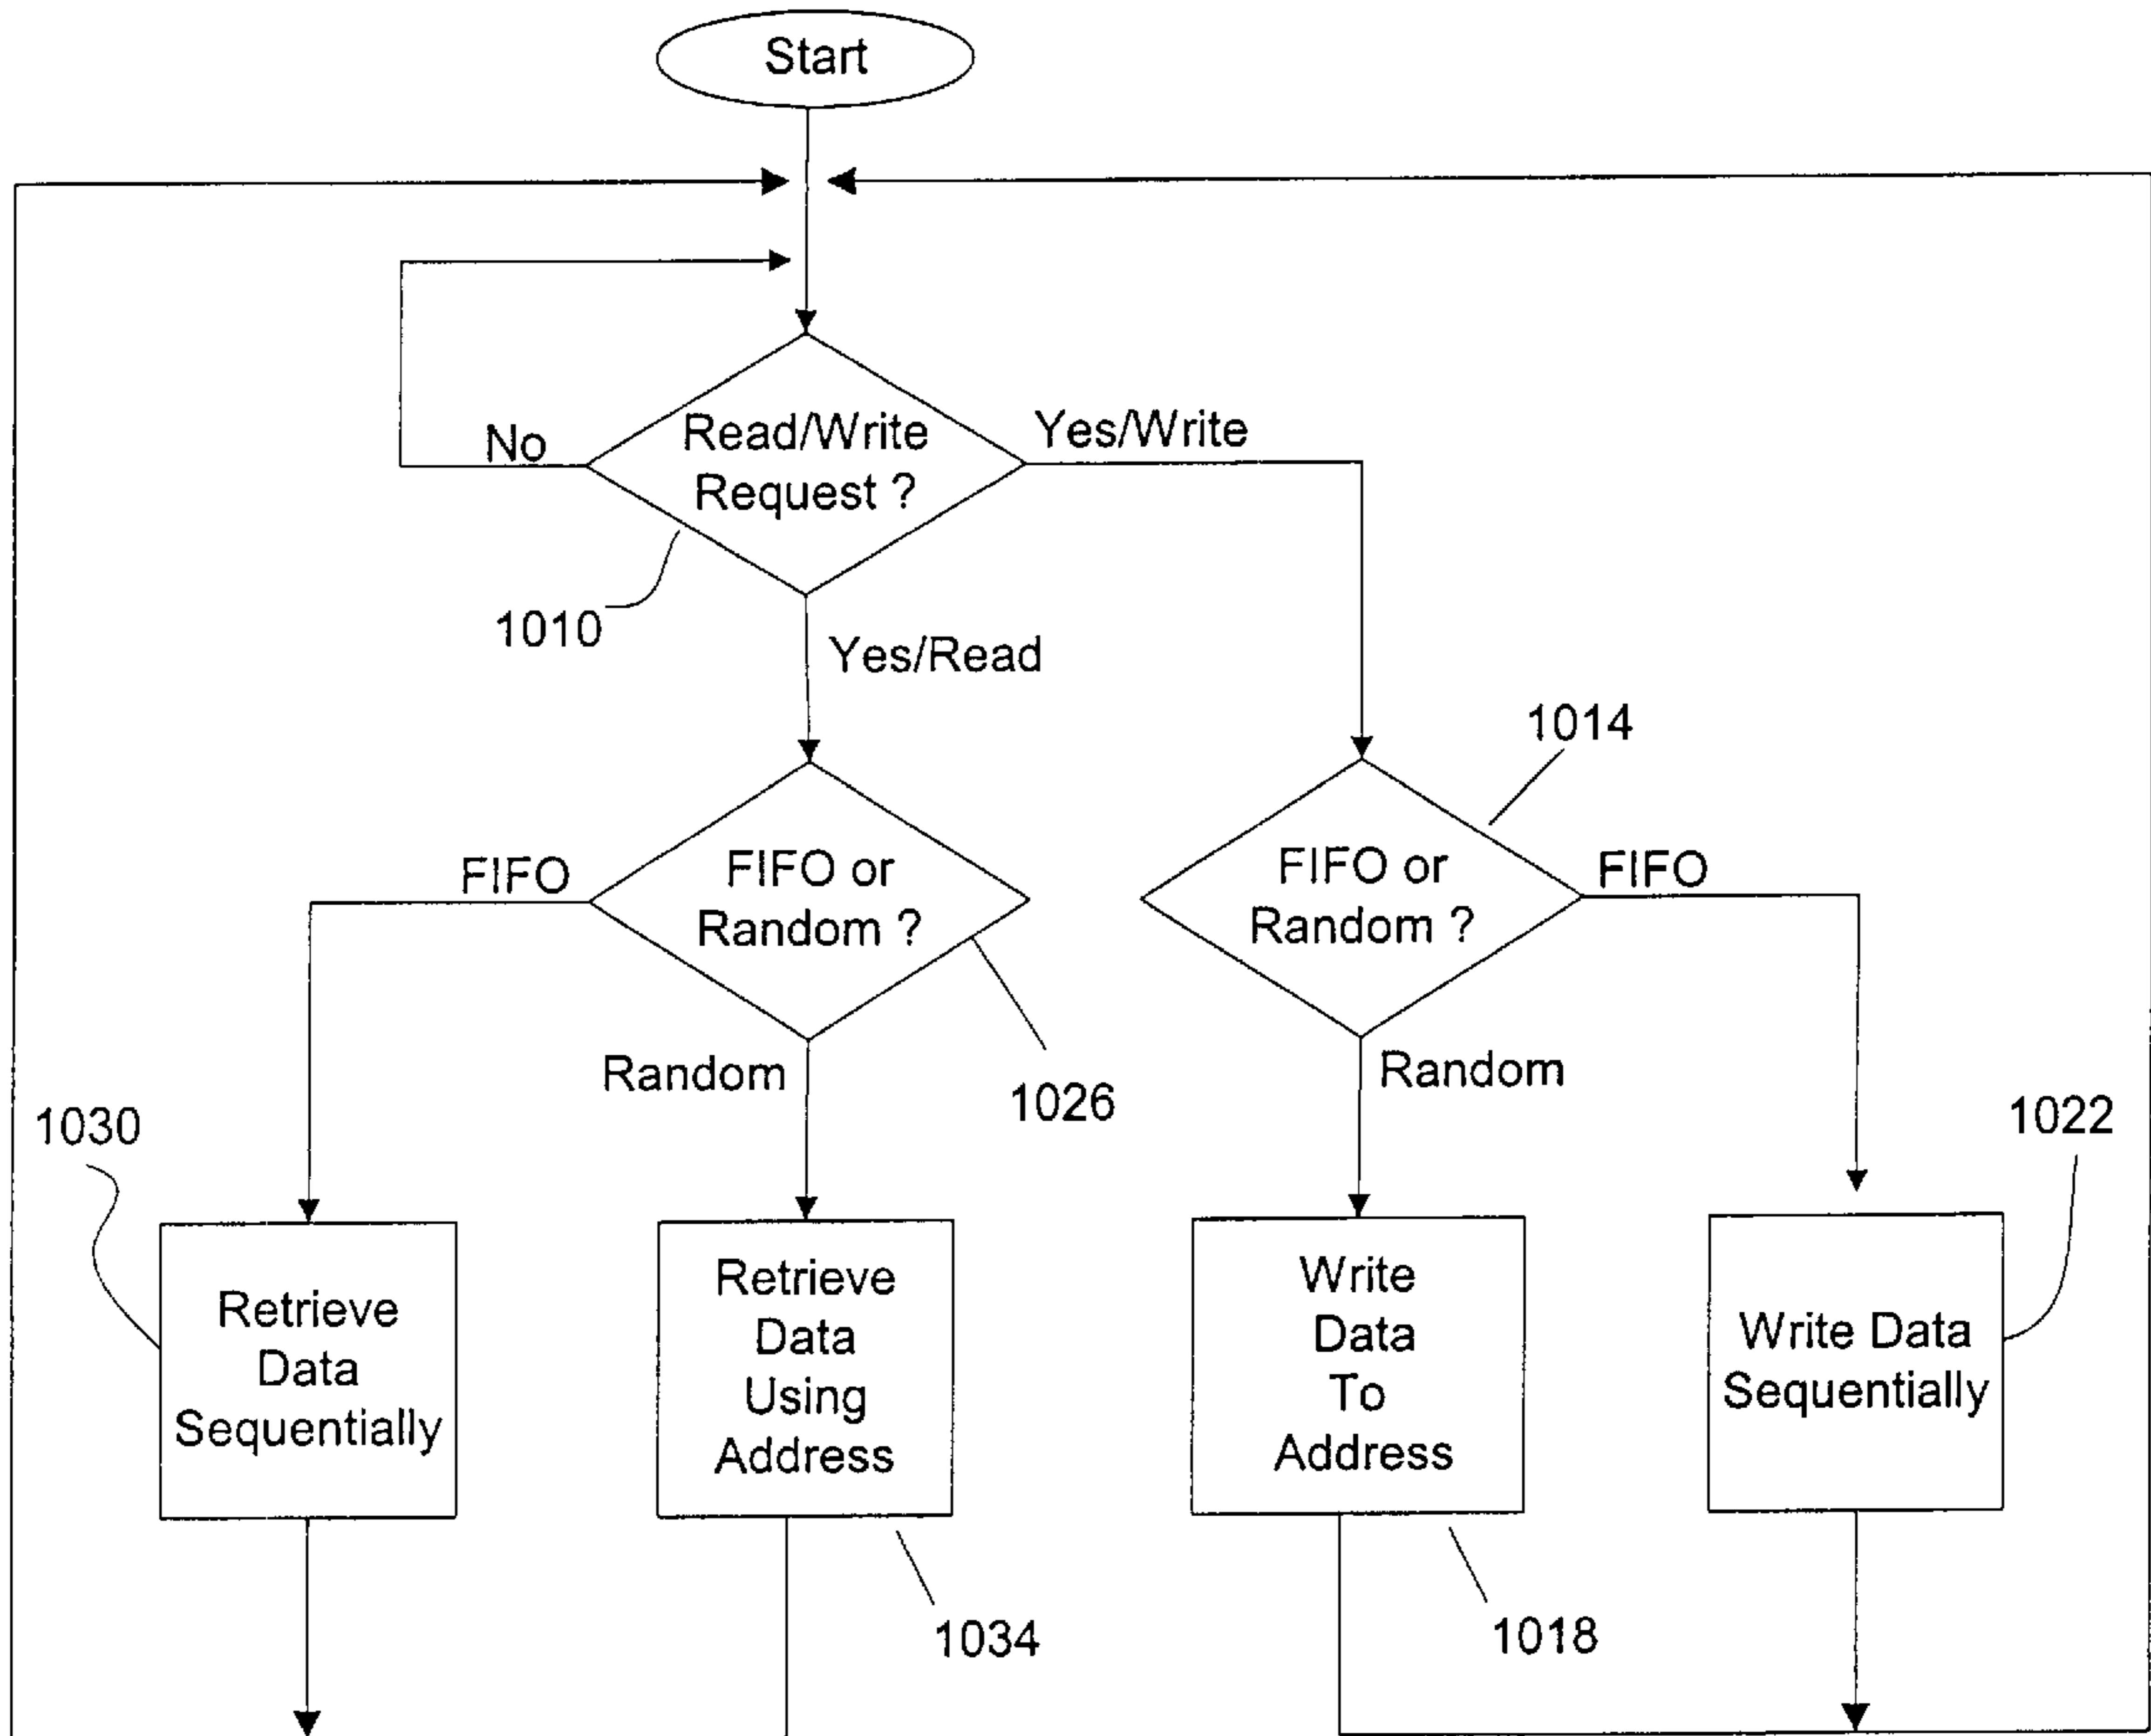 Start
No
Read/Write
Request ?
Yes/Write
1010
Yes/Read
1014
FIFO
FIFO or
Random ?
FIFO or
Random ?
FIFO
Random
1026
Random
1030
1022
Retrieve
Data
Sequentially
Retrieve
Data
Using
Address
Write
Data
To
Address
Write Data
Sequentially
1034
1018